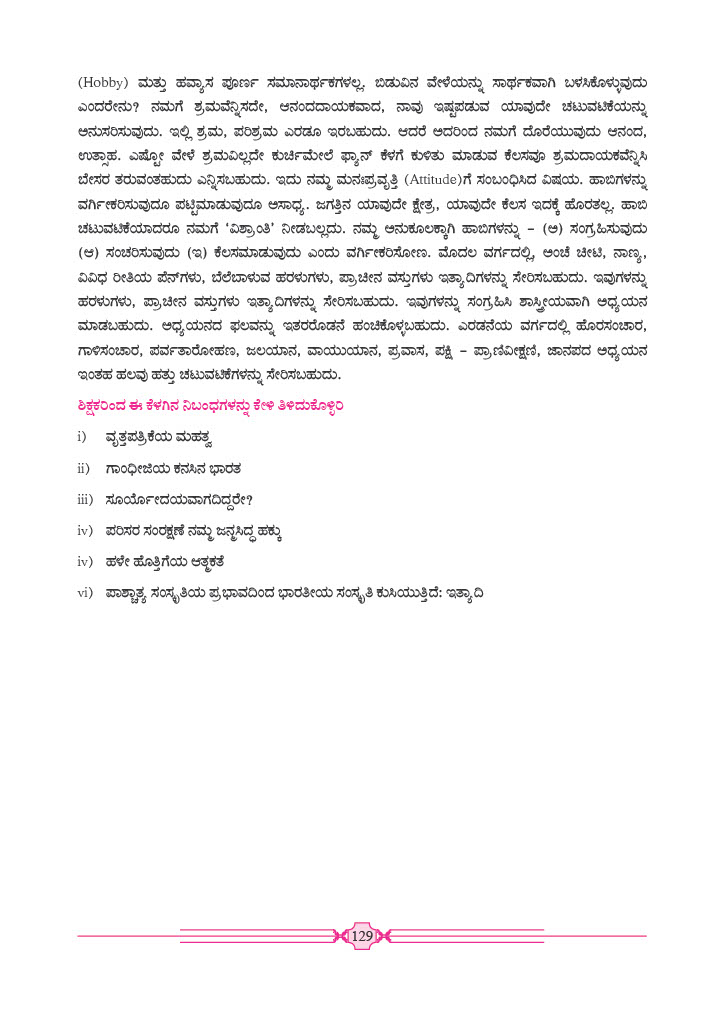 (Hobby) ಮತ್ತು ಹವ್ಯಾಸ ಪೂರ್ಣ ಸಮಾನಾರ್ಥಕಗಳಲ್ಲ. ಬಿಡುವಿನ ವೇಳೆಯನ್ನು ಸಾರ್ಥಕವಾಗಿ ಬಳಸಿಕೊಳ್ಳುವುದು
ಎಂದರೇನು? ನಮಗೆ ಶ್ರಮವೆನ್ನಿಸದೇ, ಆನಂದದಾಯಕವಾದ, ನಾವು ಇಷ್ಟಪಡುವ ಯಾವುದೇ ಚಟುವಟಿಕೆಯನ್ನು
ಅನುಸರಿಸುವುದು. ಇಲ್ಲಿ ಶ್ರಮ, ಪರಿಶ್ರಮ ಎರಡೂ ಇರಬಹುದು. ಆದರೆ ಅದರಿಂದ ನಮಗೆ ದೊರೆಯುವುದು ಆನಂದ,
ಉತ್ಸಾಹ. ಎಷ್ಟೋ ವೇಳೆ ಶ್ರಮವಿಲ್ಲದೇ ಕುರ್ಚಿಮೇಲೆ ಫ್ಯಾನ್ ಕೆಳಗೆ ಕುಳಿತು ಮಾಡುವ ಕೆಲಸವೂ ಶ್ರಮದಾಯಕವೆನ್ನಿಸಿ
ಬೇಸರ ತರುವಂತಹುದು ಎನ್ನಿಸಬಹುದು. ಇದು ನಮ್ಮ ಮನಃಪ್ರವೃತ್ತಿ (Attitude)ಗೆ ಸಂಬಂಧಿಸಿದ ವಿಷಯ. ಹಾಬಿಗಳನ್ನು
ವರ್ಗೀಕರಿಸುವುದೂ ಪಟ್ಟಿಮಾಡುವುದೂ ಅಸಾಧ್ಯ. ಜಗತ್ತಿನ ಯಾವುದೇ ಕ್ಷೇತ್ರ, ಯಾವುದೇ ಕೆಲಸ ಇದಕ್ಕೆ ಹೊರತಲ್ಲ. ಹಾಬಿ
ಚಟುವಟಿಕೆಯಾದರೂ ನಮಗೆ ‘ವಿಶ್ರಾಂತಿ’ ನೀಡಬಲ್ಲದು. ನಮ್ಮ ಅನುಕೂಲಕ್ಕಾಗಿ ಹಾಬಿಗಳನ್ನು – (ಅ) ಸಂಗ್ರಹಿಸುವುದು
(ಆ) ಸಂಚರಿಸುವುದು (ಇ) ಕೆಲಸಮಾಡುವುದು ಎಂದು ವರ್ಗೀಕರಿಸೋಣ. ಮೊದಲ ವರ್ಗದಲ್ಲಿ, ಅಂಚೆ ಚೀಟಿ, ನಾಣ್ಯ,
ವಿವಿಧ ರೀತಿಯ ಪೆನ್‌ಗಳು, ಬೆಲೆಬಾಳುವ ಹರಳುಗಳು, ಪ್ರಾಚೀನ ವಸ್ತುಗಳು ಇತ್ಯಾದಿಗಳನ್ನು ಸೇರಿಸಬಹುದು. ಇವುಗಳನ್ನು
ಹರಳುಗಳು, ಪ್ರಾಚೀನ ವಸ್ತುಗಳು ಇತ್ಯಾದಿಗಳನ್ನು ಸೇರಿಸಬಹುದು. ಇವುಗಳನ್ನು ಸಂಗ್ರಹಿಸಿ ಶಾಸ್ತ್ರೀಯವಾಗಿ ಅಧ್ಯಯನ
ಮಾಡಬಹುದು. ಅಧ್ಯಯನದ ಫಲವನ್ನು ಇತರರೊಡನೆ ಹಂಚಿಕೊಳ್ಳಬಹುದು. ಎರಡನೆಯ ವರ್ಗದಲ್ಲಿ ಹೊರಸಂಚಾರ,
ಗಾಳಿಸಂಚಾರ, ಪರ್ವತಾರೋಹಣ, ಜಲಯಾನ, ವಾಯುಯಾನ, ಪ್ರವಾಸ, ಪಕ್ಷಿ – ಪ್ರಾಣಿವೀಕ್ಷಣೆ, ಜಾನಪದ ಅಧ್ಯಯನ
ಇಂತಹ ಹಲವು ಹತ್ತು ಚಟುವಟಿಕೆಗಳನ್ನು ಸೇರಿಸಬಹುದು.
ಶಿಕ್ಷಕರಿಂದ ಈ ಕೆಳಗಿನ ನಿಬಂಧಗಳನ್ನು ಕೇಳಿ ತಿಳಿದುಕೊಳ್ಳಿರಿ
i) ವೃತ್ತಪತ್ರಿಕೆಯ ಮಹತ್ವ
ii) ಗಾಂಧೀಜಿಯ ಕನಸಿನ ಭಾರತ
iii) ಸೂರ್ಯೋದಯವಾಗದಿದ್ದರೇ?
iv) ಪರಿಸರ ಸಂರಕ್ಷಣೆ ನಮ್ಮ ಜನ್ಮಸಿದ್ಧ ಹಕ್ಕು
iv) ಹಳೇ ಹೊತ್ತಿಗೆಯ ಆತ್ಮಕತೆ
vi) ಪಾಶ್ಚಾತ್ಯ ಸಂಸ್ಕೃತಿಯ ಪ್ರಭಾವದಿಂದ ಭಾರತೀಯ ಸಂಸ್ಕೃತಿ ಕುಸಿಯುತ್ತಿದೆ: ಇತ್ಯಾದಿ
129